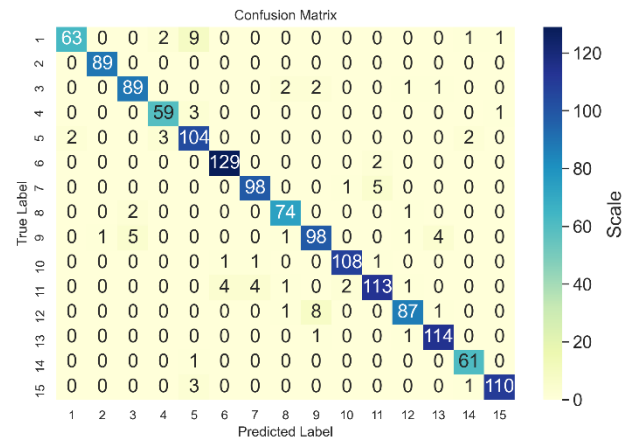 Confusion Matrix
True Label
1 63 0 0 2 9 0 0 0 0 0 0 0 0 1 1
2 0 89 0 0 0 0 0 0 0 0 0 0 0 0 0
3 0 0 89 0 0 0 0 2 2 0 0 1 1 0 0
4 0 0 0 59 3 0 0 0 0 0 0 0 0 0 1
5 2 0 0 3 104 0 0 0 0 0 0 0 0 2 0
6 0 0 0 0 0 129 0 0 0 0 2 0 0 0 0
7 0 0 0 0 0 0 98 0 0 1 5 0 0 0 0
8 0 0 2 0 0 0 0 74 0 0 0 1 0 0 0
9 0 1 5 0 0 0 0 1 98 0 0 1 4 0 0
10 0 0 0 0 0 1 1 0 0 108 1 0 0 0 0
11 0 0 0 0 0 4 4 1 0 2 113 1 0 0 0
12 0 0 0 0 0 0 0 1 8 0 0 87 1 0 0
13 0 0 0 0 0 0 0 0 1 0 0 1 114 0 0
14 0 0 0 0 1 0 0 0 0 0 0 0 0 61 0
15 0 0 0 0 3 0 0 0 0 0 0 0 0 1 110
1 2 3 4 5 6 7 8 9 10 11 12 13 14 15
Predicted Label
120
100
80
60
40
20
0
Scale